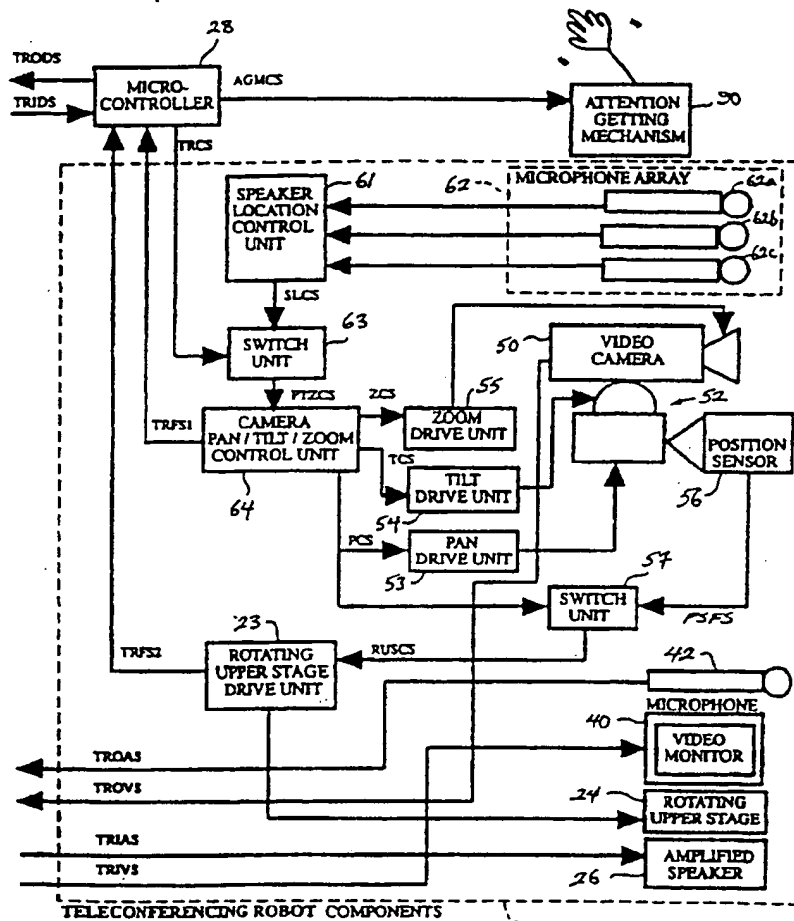 28
TRODS
MICRO-
CONTROLLER
AGMCS
TRIDS
ATTENTION
GETTING
MECHANISM
90
TRCS
61
SPEAKER
LOCATION
CONTROL
UNIT
62
MICROPHONE ARRAY
62a
62b
62c
SLCS
63
SWITCH
UNIT
50
VIDEO
CAMERA
PTZCS
ZCS
55
ZOOM
DRIVE UNIT
52
TRFS1
CAMERA
PAN / TILT / ZOOM
CONTROL UNIT
64
TCS
TILT
DRIVE UNIT
54
POSITION
SENSOR
56
PCS
PAN
DRIVE UNIT
53
57
SWITCH
UNIT
PSFS
23
TRFS2
ROTATING
UPPER STAGE
DRIVE UNIT
RUSCS
42
MICROPHONE
40
VIDEO
MONITOR
TROAS
TROVS
24
ROTATING
UPPER STAGE
TRIAS
26
AMPLIFIED
SPEAKER
TRIVS
TELECONFERENCING ROBOT COMPONENTS